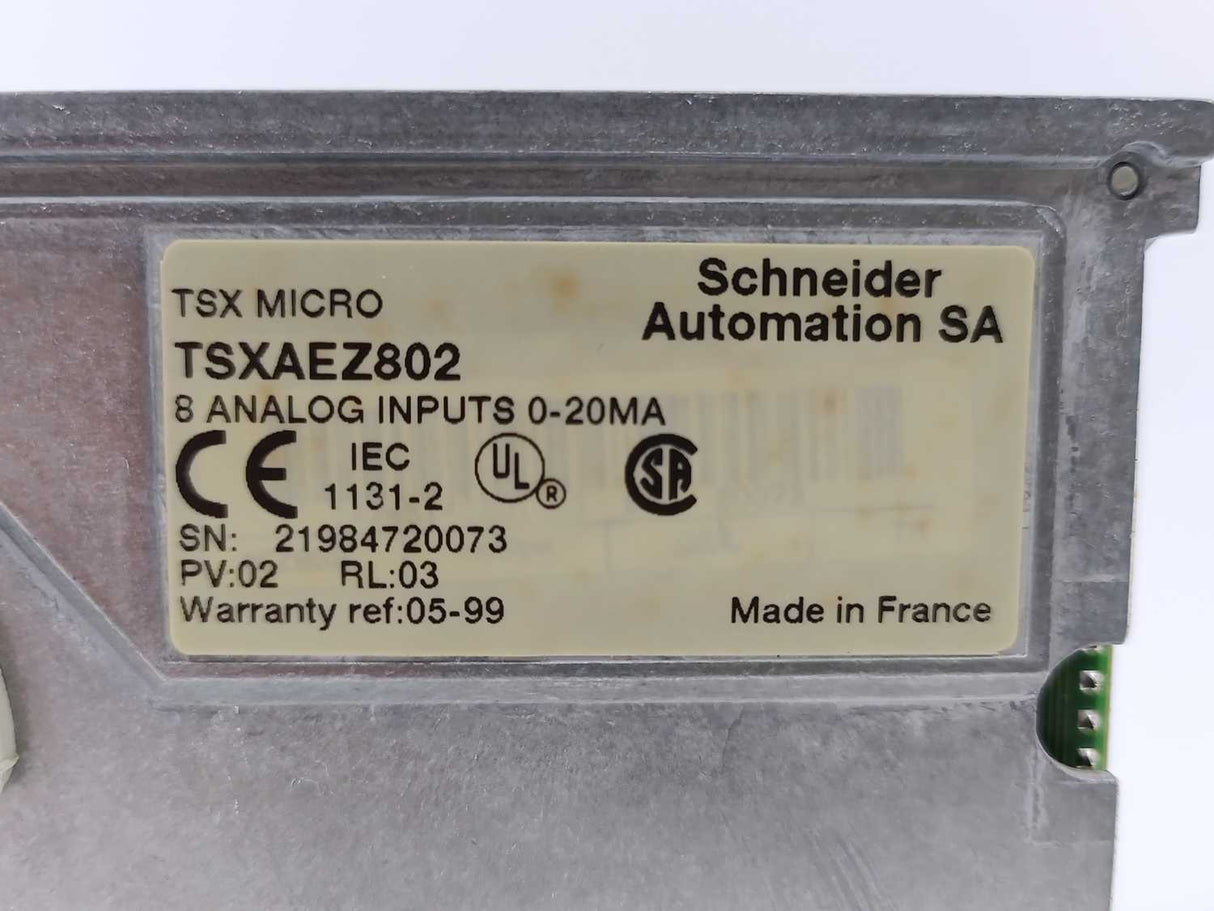 TSX MICRO
Schneider
Automation SA
TSXAEZ802
8 ANALOG INPUTS 0-20MA
CE IEC
1131-2
UL ®
SA
SN: 21984720073
PV:02 RL:03
Warranty ref:05-99
Made in France